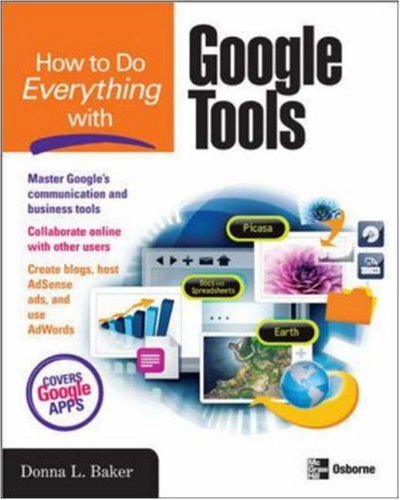 How to Do
Everything
with
Google
Tools
Master Google's
communication and
business tools
Collaborate online
with other users
Create blogs, host
AdSense
ads, and
use
AdWords
Picasa
Docs and
Spreadsheets
Earth
COVERS
Google
APPS
Donna L. Baker
Mc
Graw
Hill
Osborne